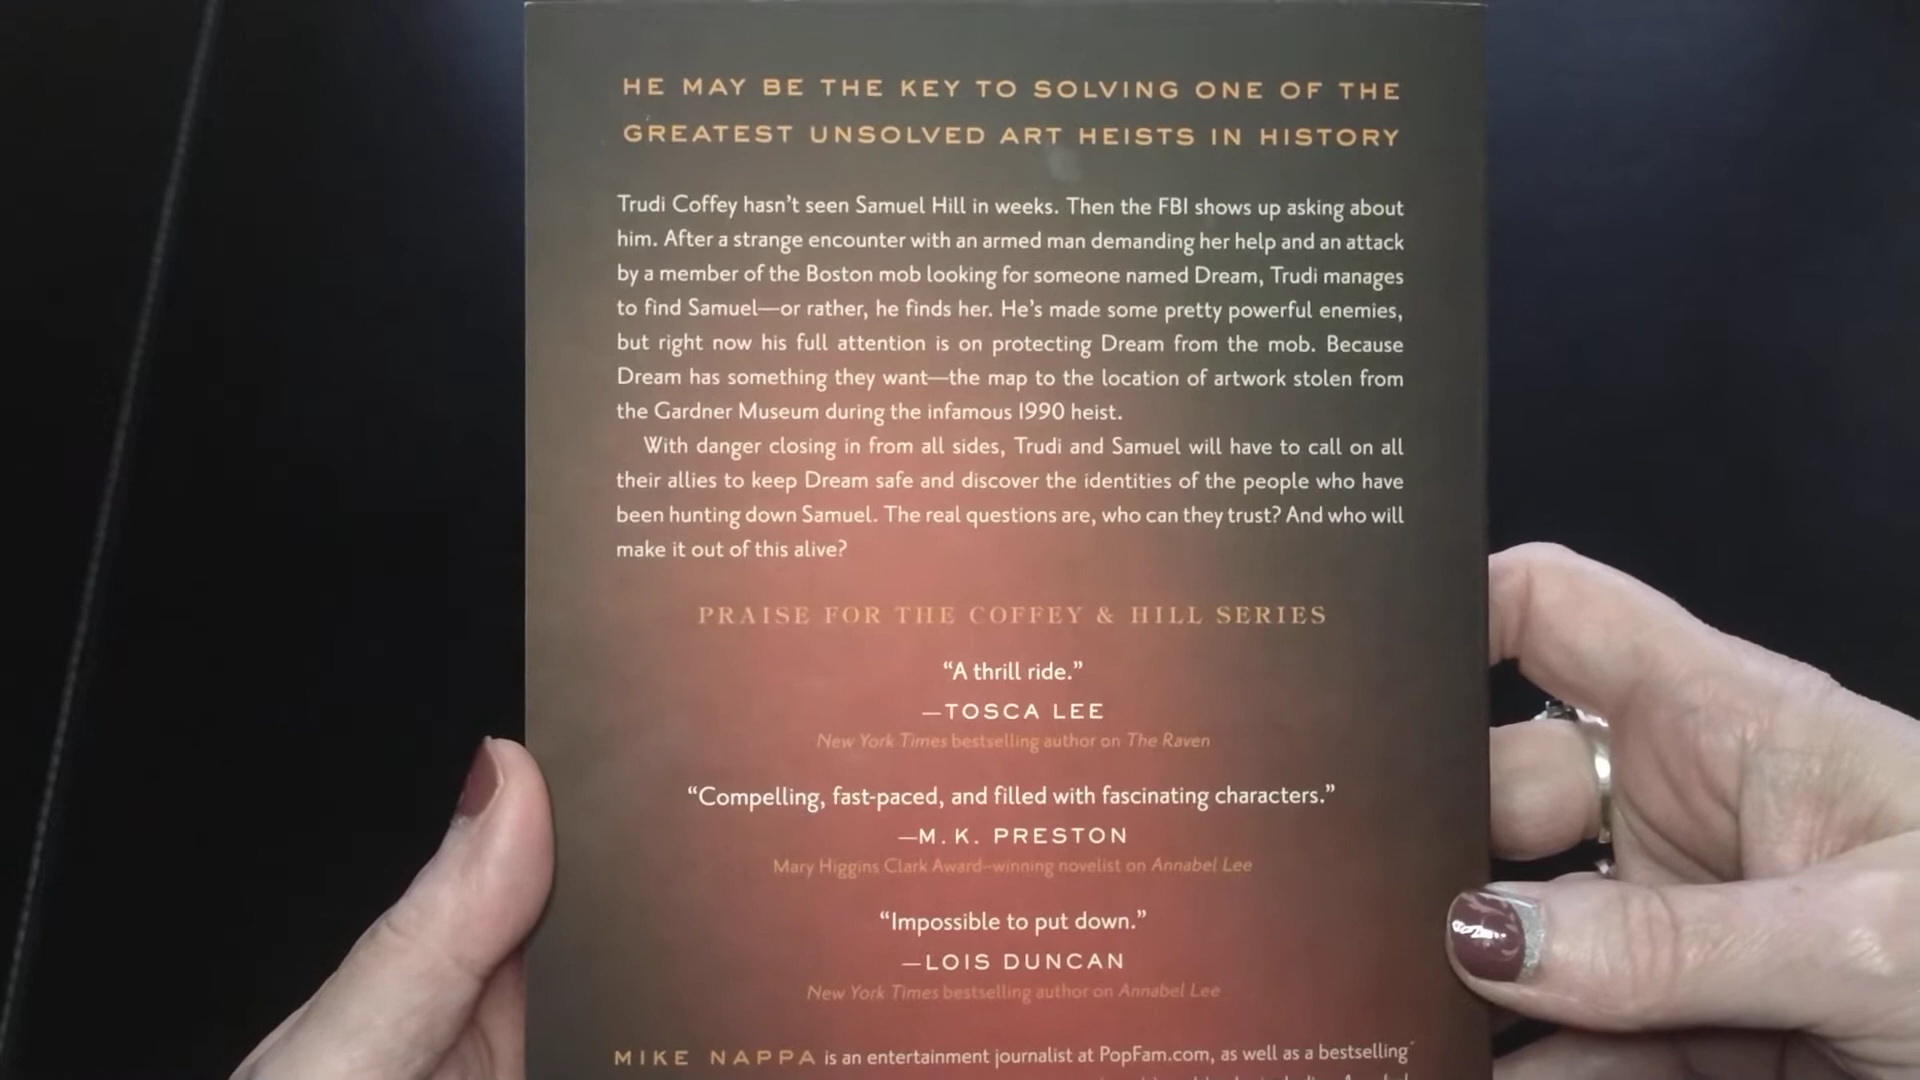 HE MAY BE THE KEY TO SOLVING ONE OF THE
GREATEST UNSOLVED ART HEISTS IN HISTORY
Trudi Coffey hasn't seen Samuel Hill in weeks. Then the FBI shows up asking about
him. After a strange encounter with an armed man demanding her help and an attack
by a member of the Boston mob looking for someone named Dream, Trudi manages
to find Samuel—or rather, he finds her. He's made some pretty powerful enemies,
but right now his full attention is on protecting Dream from the mob. Because
Dream has something they want—the map to the location of artwork stolen from
the Gardner Museum during the infamous 1990 heist.
With danger closing in from all sides, Trudi and Samuel will have to call on all
their allies to keep Dream safe and discover the identities of the people who have
been hunting down Samuel. The real questions are, who can they trust? And who will
make it out of this alive?
PRAISE FOR THE COFFEY & HILL SERIES
“A thrill ride.”
—TOSCA LEE
New York Times bestselling author on The Raven
“Compelling, fast-paced, and filled with fascinating characters.”
—M. K. PRESTON
Mary Higgins Clark Award–winning novelist on Annabel Lee
“Impossible to put down.”
—LOIS DUNCAN
New York Times bestselling author on Annabel Lee
MIKE NAPPA is an entertainment journalist at PopFam.com, as well as a bestselling